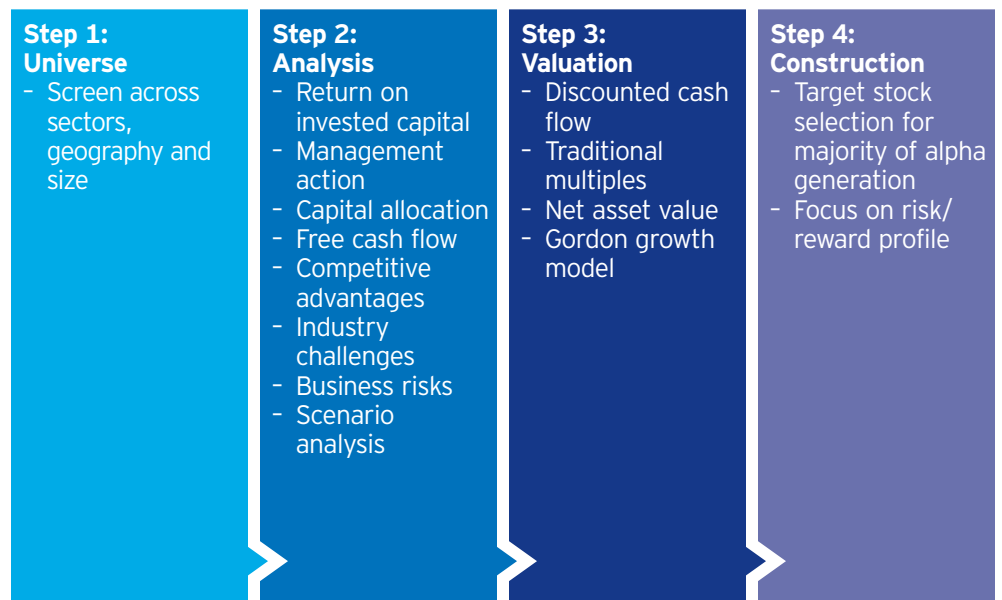 Step 1:
Universe
– Screen across
sectors,
geography and
size
Step 2:
Analysis
– Return on
invested capital
– Management
action
– Capital allocation
– Free cash flow
– Competitive
advantages
– Industry
challenges
– Business risks
– Scenario
analysis
Step 3:
Valuation
– Discounted cash
flow
– Traditional
multiples
– Net asset value
– Gordon growth
model
Step 4:
Construction
– Target stock
selection for
majority of alpha
generation
– Focus on risk/
reward profile